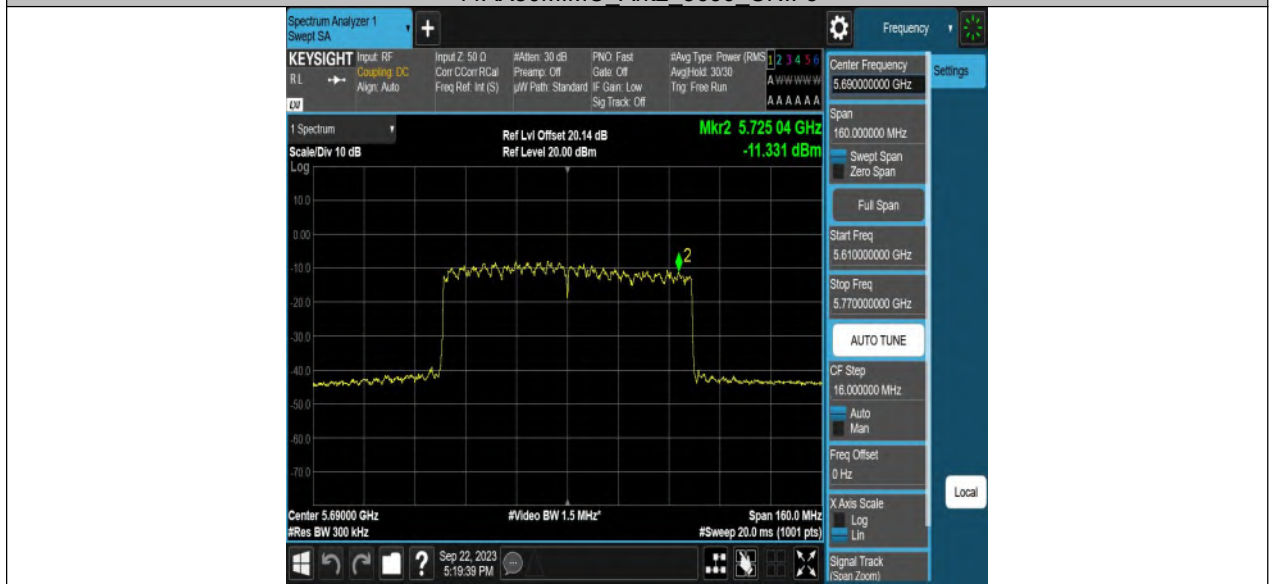 Spectrum Analyzer 1
Swept SA
+
Frequency
KEYSIGHT
RL
LXI
Input: RF
Coupling: DC
Align: Auto
Input Z: 50 Ω
Corr CCorr RCal
Freq Ref: Int (S)
#Atten: 30 dB
Preamp: Off
µW Path: Standard
PNO: Fast
Gate: Off
IF Gain: Low
Sig Track: Off
#Avg Type: Power (RMS
Avg|Hold: 30/30
Trig: Free Run
1 2 3 4 5 6
A W W W W W
A A A A A A
1 Spectrum
Scale/Div 10 dB
Log
Ref Lvl Offset 20.14 dB
Ref Level 20.00 dBm
Mkr2 5.725 04 GHz
-11.331 dBm
10.0
0.00
-10.0
-20.0
-30.0
-40.0
-50.0
-60.0
-70.0
2
Center 5.69000 GHz
#Res BW 300 kHz
#Video BW 1.5 MHz*
Span 160.0 MHz
#Sweep 20.0 ms (1001 pts)
Center Frequency
5.690000000 GHz
Settings
Span
160.000000 MHz
Swept Span
Zero Span
Full Span
Start Freq
5.610000000 GHz
Stop Freq
5.770000000 GHz
AUTO TUNE
CF Step
16.000000 MHz
Auto
Man
Freq Offset
0 Hz
X Axis Scale
Log
Lin
Signal Track
(Span Zoom)
Local
?
Sep 22, 2023
5:19:39 PM